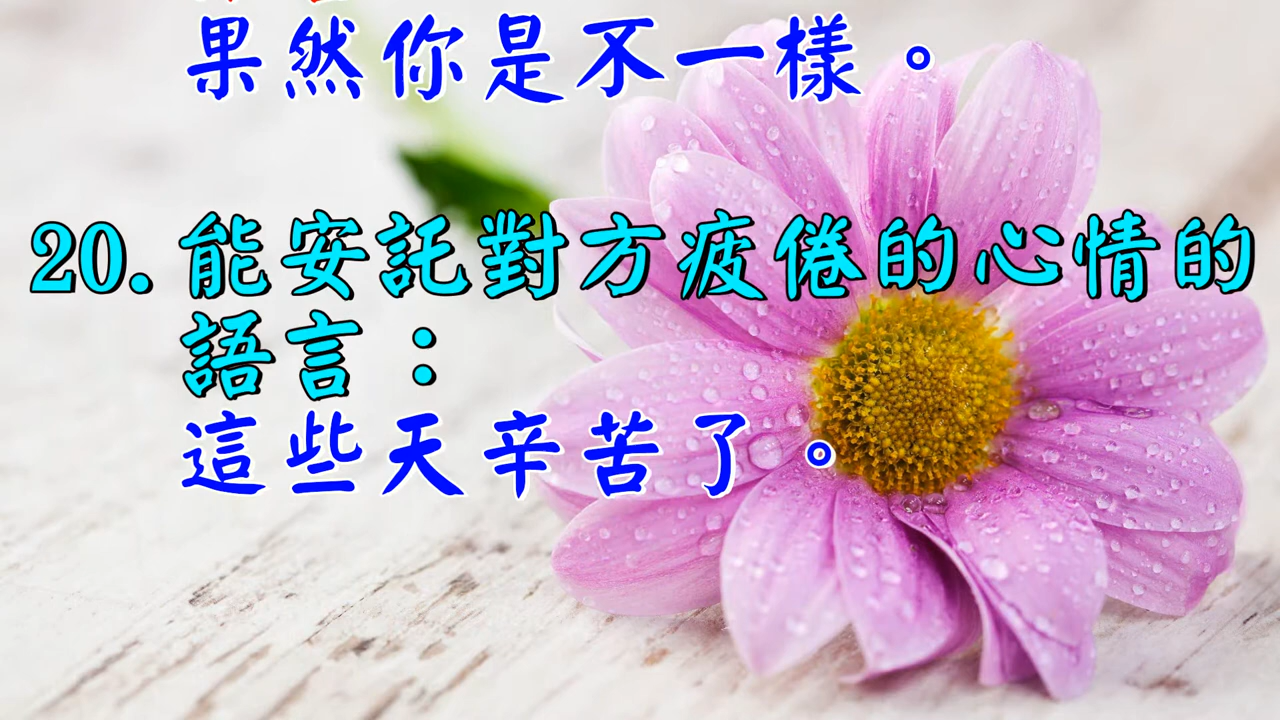 果然你是不一樣。
20.能安託對方疲倦的心情的
語言：
這些天辛苦了。